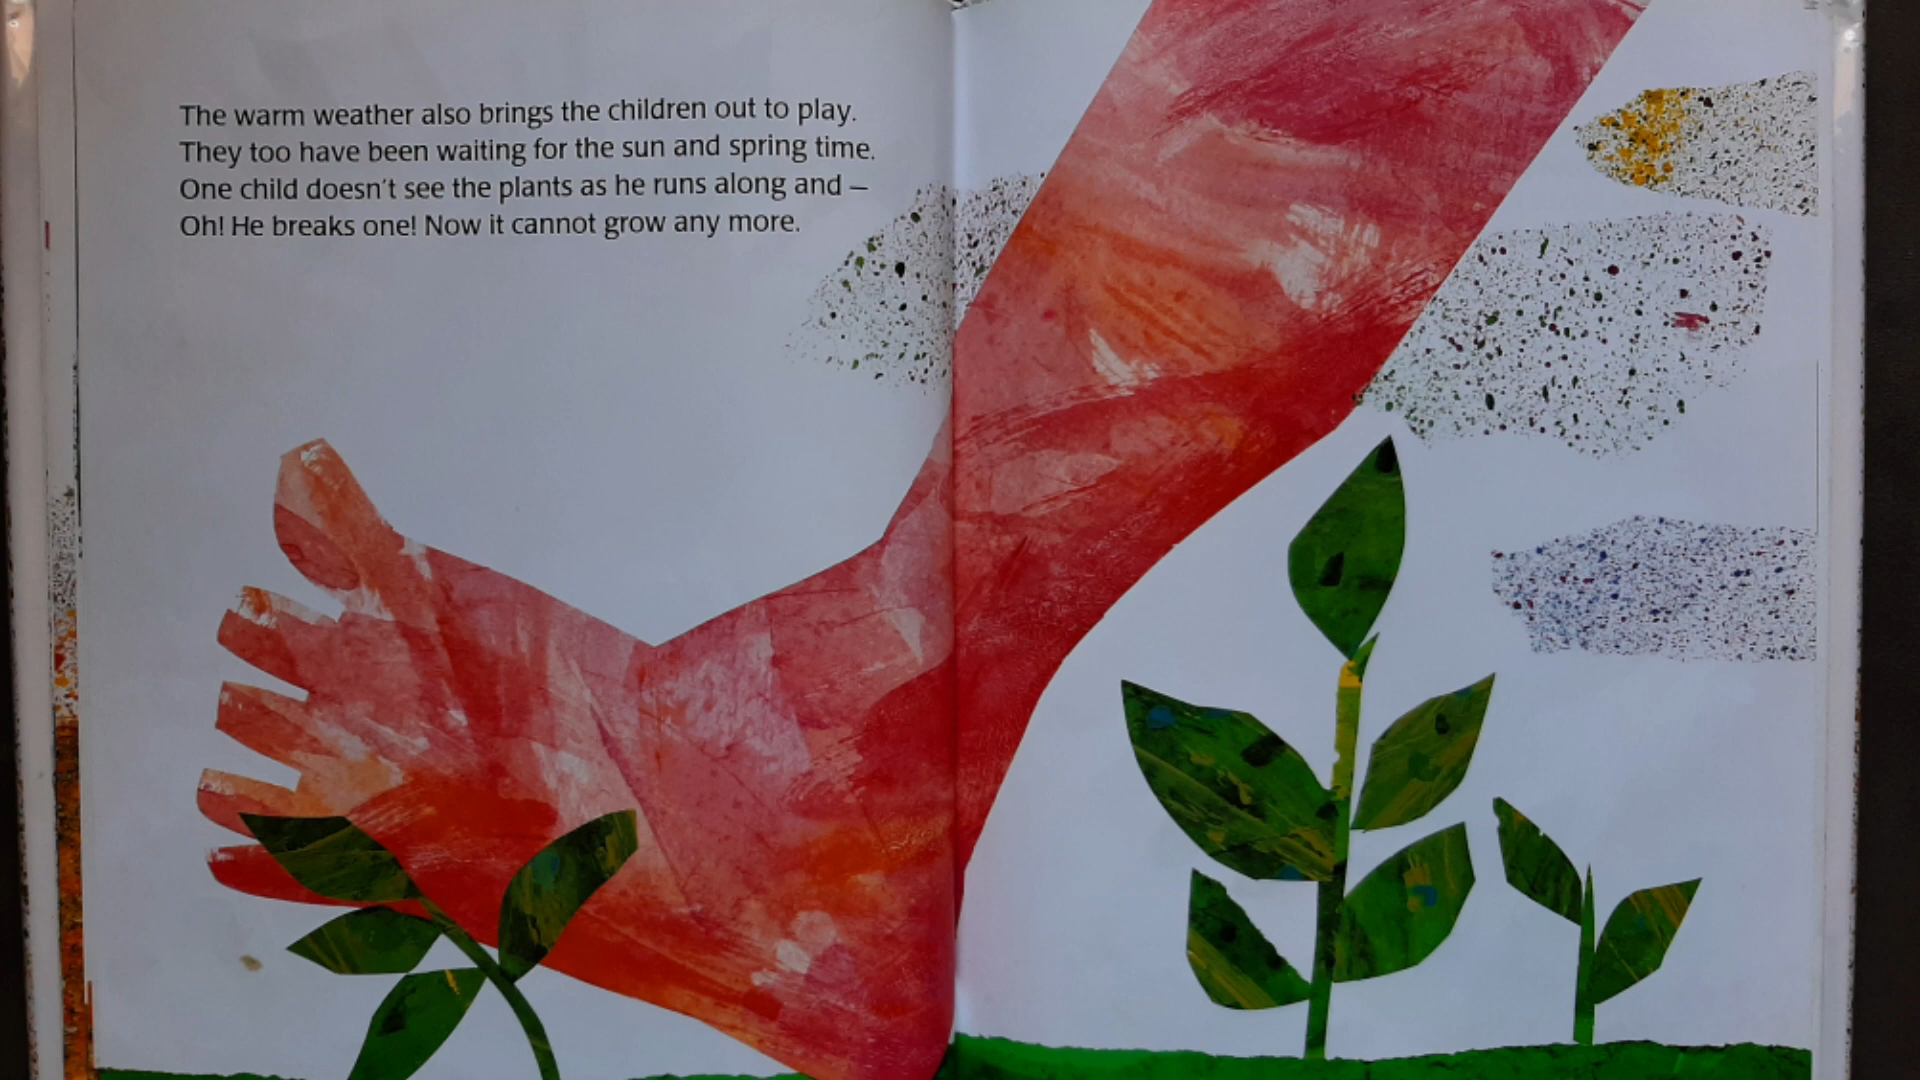 The warm weather also brings the children out to play.
They too have been waiting for the sun and spring time.
One child doesn't see the plants as he runs along and –
Oh! He breaks one! Now it cannot grow any more.